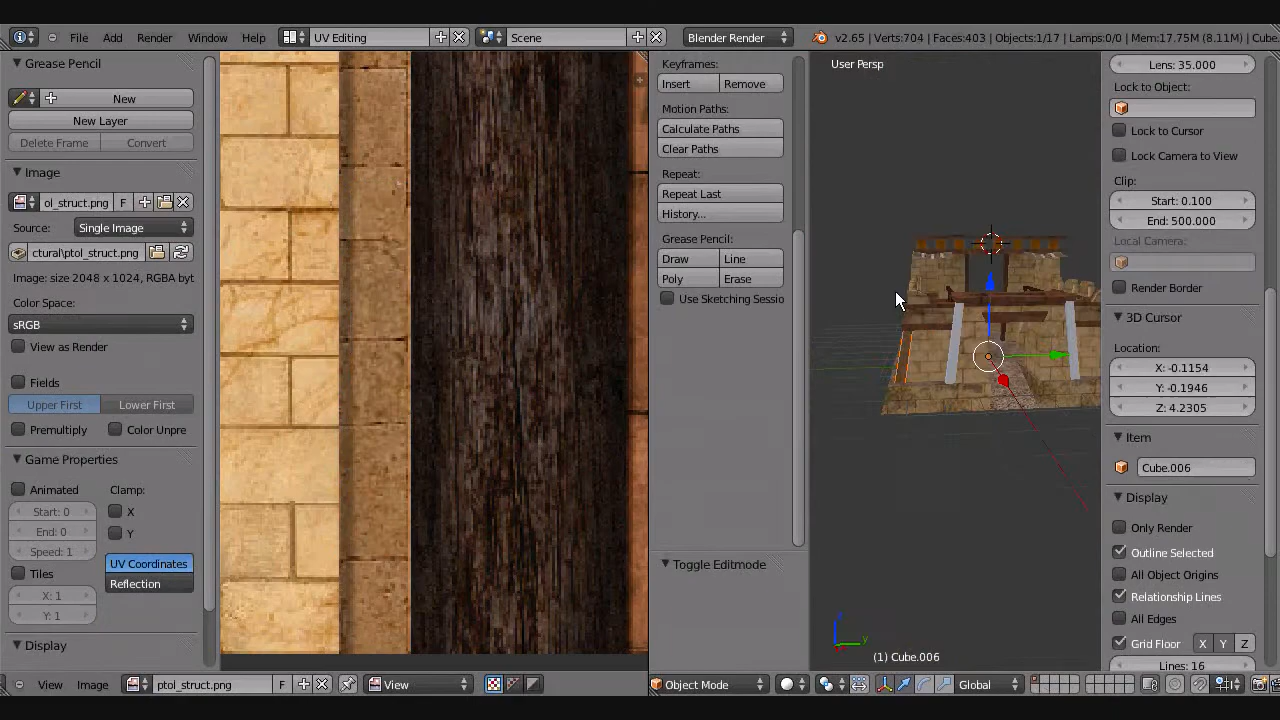 File Add Render Window Help UV Editing Scene Blender Render v2.65 | Verts:704 | Faces:403 | Objects:1/17 | Lamps:0/0 | Mem:17.75M (8.11M) | Cube.
Grease Pencil
New
New Layer
Delete Frame Convert
Image
ol_struct.png F
Source: Single Image
ctural\ptol_struct.png
Image: size 2048 x 1024, RGBA byt
Color Space:
sRGB
View as Render
Fields
Upper First Lower First
Premultiply Color Unpre
Game Properties
Animated Clamp:
Start: 0 X
End: 0 Y
Speed: 1
Tiles UV Coordinates
X: 1 Reflection
Y: 1
Display
View Image ptol_struct.png F View
Keyframes:
Insert Remove
Motion Paths:
Calculate Paths
Clear Paths
Repeat:
Repeat Last
History...
Grease Pencil:
Draw Line
Poly Erase
Use Sketching Sessio
Toggle Editmode
User Persp
(1) Cube.006
Object Mode Global
Lens: 35.000
Lock to Object:
Lock to Cursor
Lock Camera to View
Clip:
Start: 0.100
End: 500.000
Local Camera:
Render Border
3D Cursor
Location:
X: -0.1154
Y: -0.1946
Z: 4.2305
Item
Cube.006
Display
Only Render
Outline Selected
All Object Origins
Relationship Lines
All Edges
Grid Floor X Y Z
Lines: 16